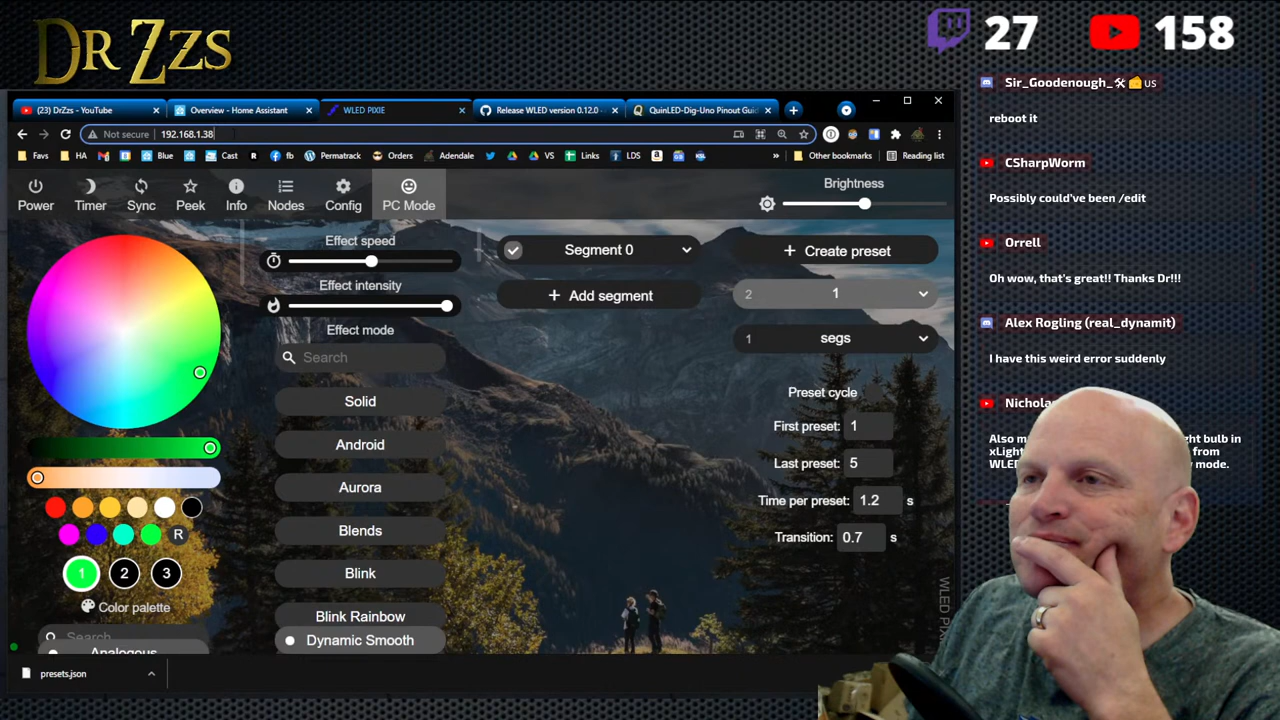 DR ZZS
27
158
(23) DrZzs - YouTube
Overview - Home Assistant
WLED PIXIE
Release WLED version 0.12.0 -
QuinLED-Dig-Uno Pinout Guid
Not secure
192.168.1.38
Favs
HA
Blue
Cast
fb
Permatrack
Orders
Adendale
VS
Links
LDS
Other bookmarks
Reading list
Power
Timer
Sync
Peek
Info
Nodes
Config
PC Mode
Brightness
Effect speed
Effect intensity
Effect mode
Search
Solid
Android
Aurora
Blends
Blink
Blink Rainbow
Dynamic Smooth
Segment 0
+ Add segment
+ Create preset
2 1
1 segs
Preset cycle
First preset: 1
Last preset: 5
Time per preset: 1.2 s
Transition: 0.7 s
R
1 2 3
Color palette
Search
Analogous
WLED PIXIE
presets.json
Sir_Goodenough_ US
reboot it
CSharpWorm
Possibly could've been /edit
Orrell
Oh wow, that's great!! Thanks Dr!!!
Alex Rogling (real_dynamit)
I have this weird error suddenly
Nicholas
Also
ght bulb in
xLight
from
WLED
mode.